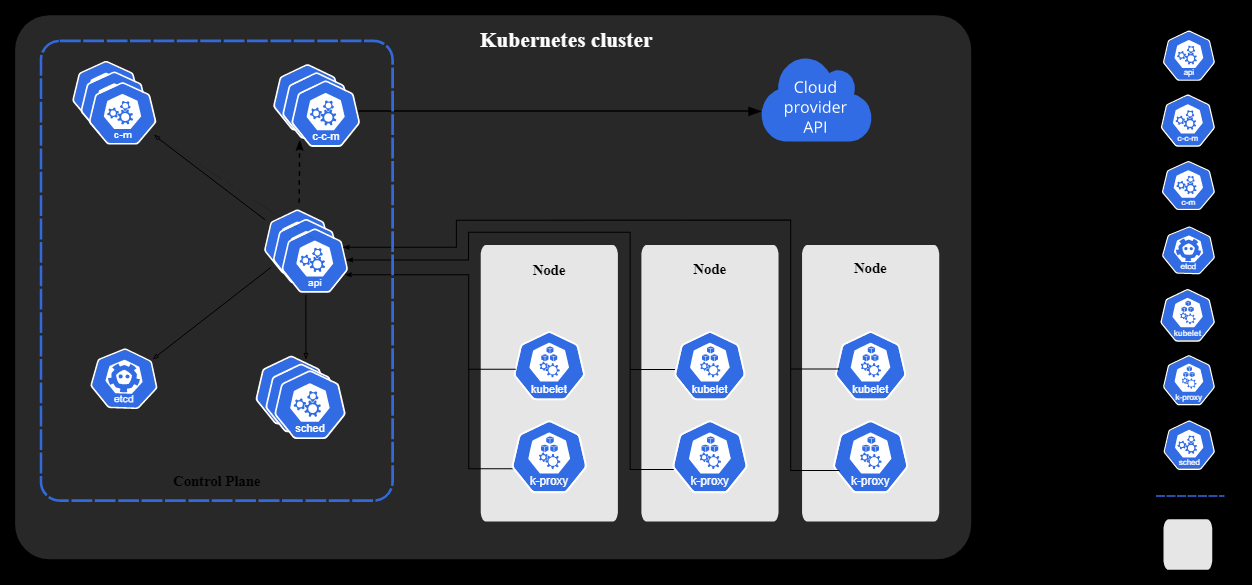 Kubernetes cluster
c-m
c-c-m
Cloud
provider
API
api
Node
Node
Node
kubelet
kubelet
kubelet
etcd
sched
k-proxy
k-proxy
k-proxy
Control Plane
api
c-c-m
c-m
etcd
kubelet
k-proxy
sched